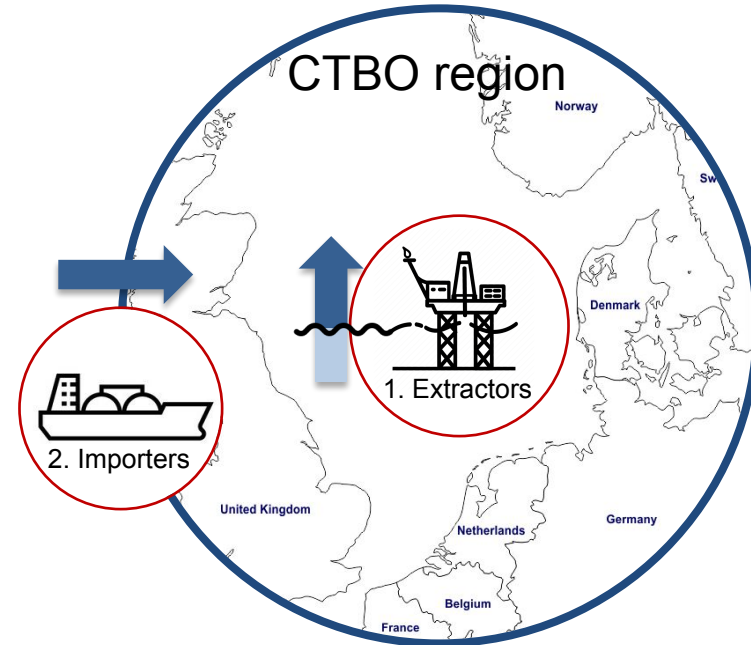 CTBO region
Norway
Sw
Denmark
1. Extractors
2. Importers
United Kingdom
Netherlands
Germany
Belgium
France